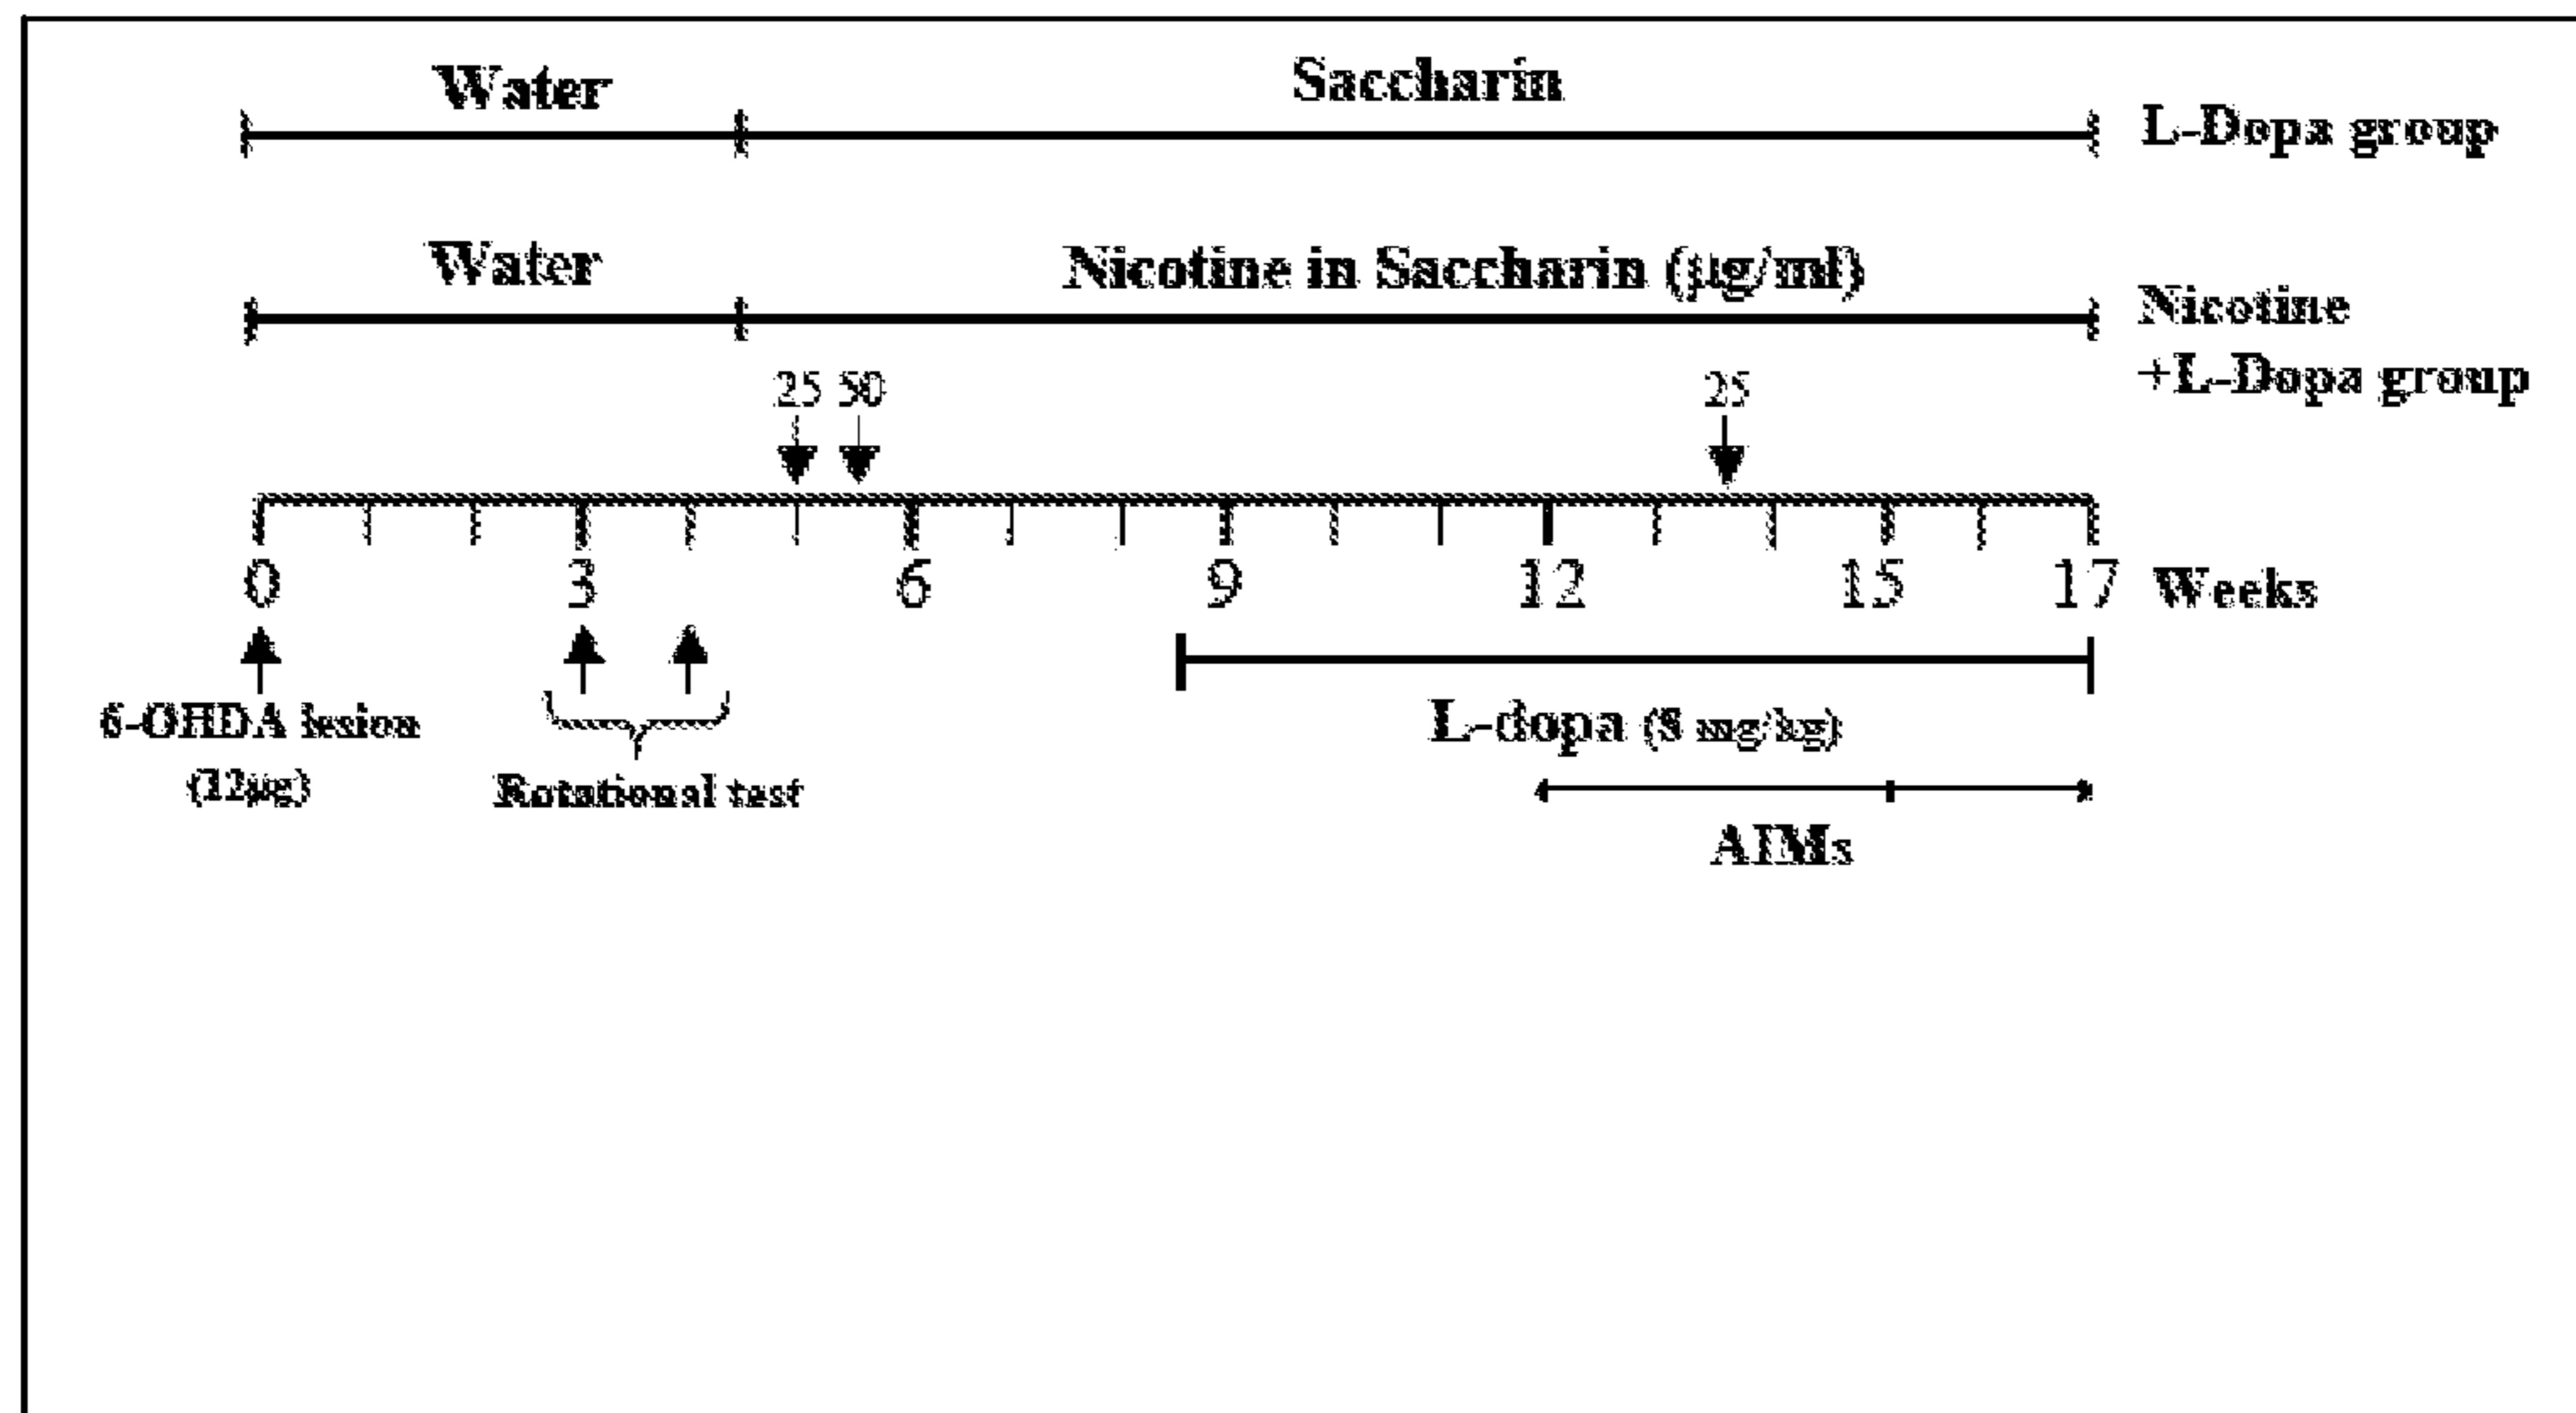 Water Saccharin
L-Dopa group
Water Nicotine in Saccharin (µg/ml)
Nicotine
+L-Dopa group
25 50 25
0 3 6 9 12 15 17 Weeks
6-OHDA lesion
(12µg)
Rotational test
L-dopa (8 mg/kg)
AIMs